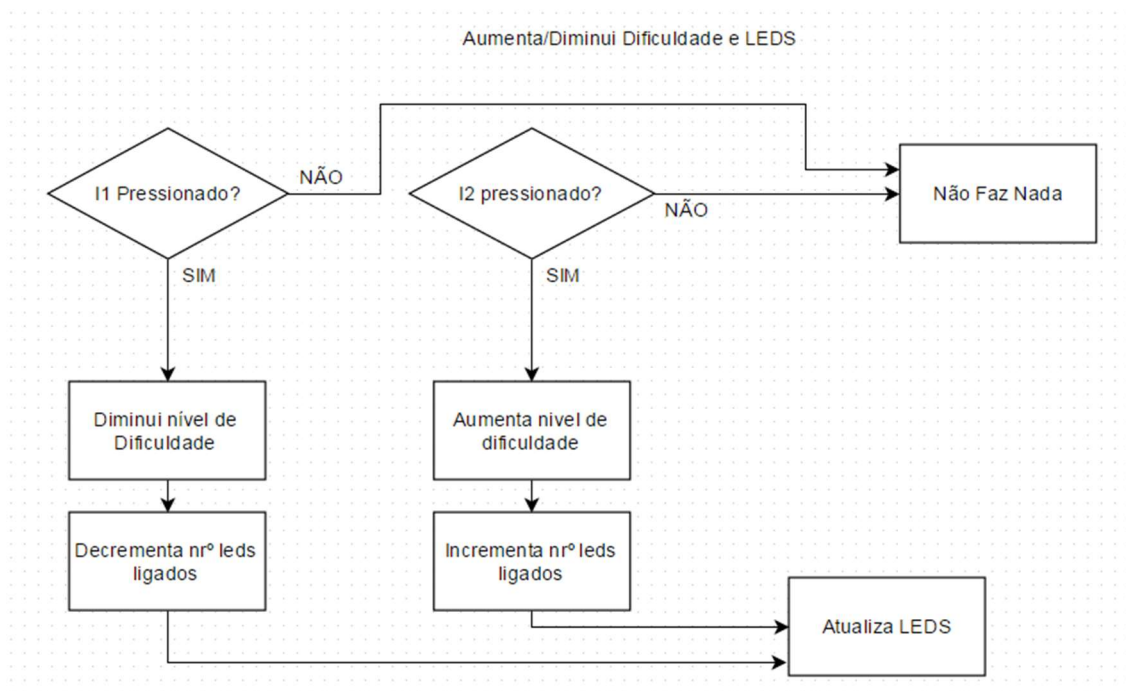 Aumenta/Diminui Dificuldade e LEDS
I1 Pressionado?
NÃO
I2 pressionado?
NÃO
Não Faz Nada
SIM
SIM
Diminui nível de
Dificuldade
Aumenta nivel de
dificuldade
Decrementa nrº leds
ligados
Incrementa nrº leds
ligados
Atualiza LEDS